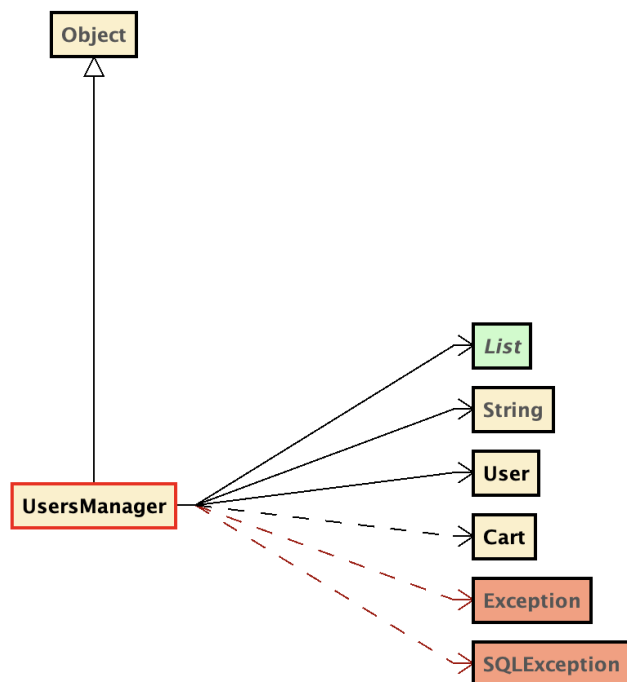 Object
List
String
User
UsersManager
Cart
Exception
SQLException